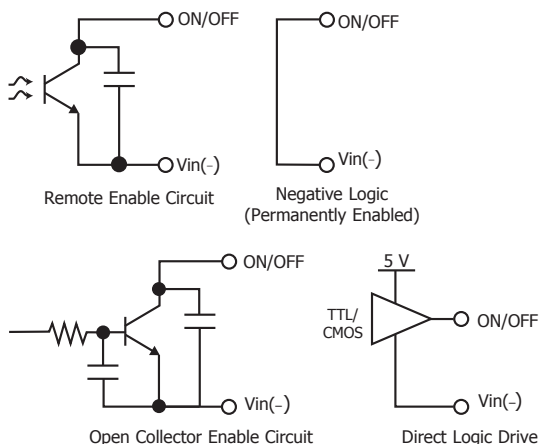 ON/OFF
Vin(–)
Remote Enable Circuit
ON/OFF
Vin(–)
Negative Logic
(Permanently Enabled)
ON/OFF
Vin(–)
Open Collector Enable Circuit
5 V
TTL/
CMOS
ON/OFF
Vin(–)
Direct Logic Drive